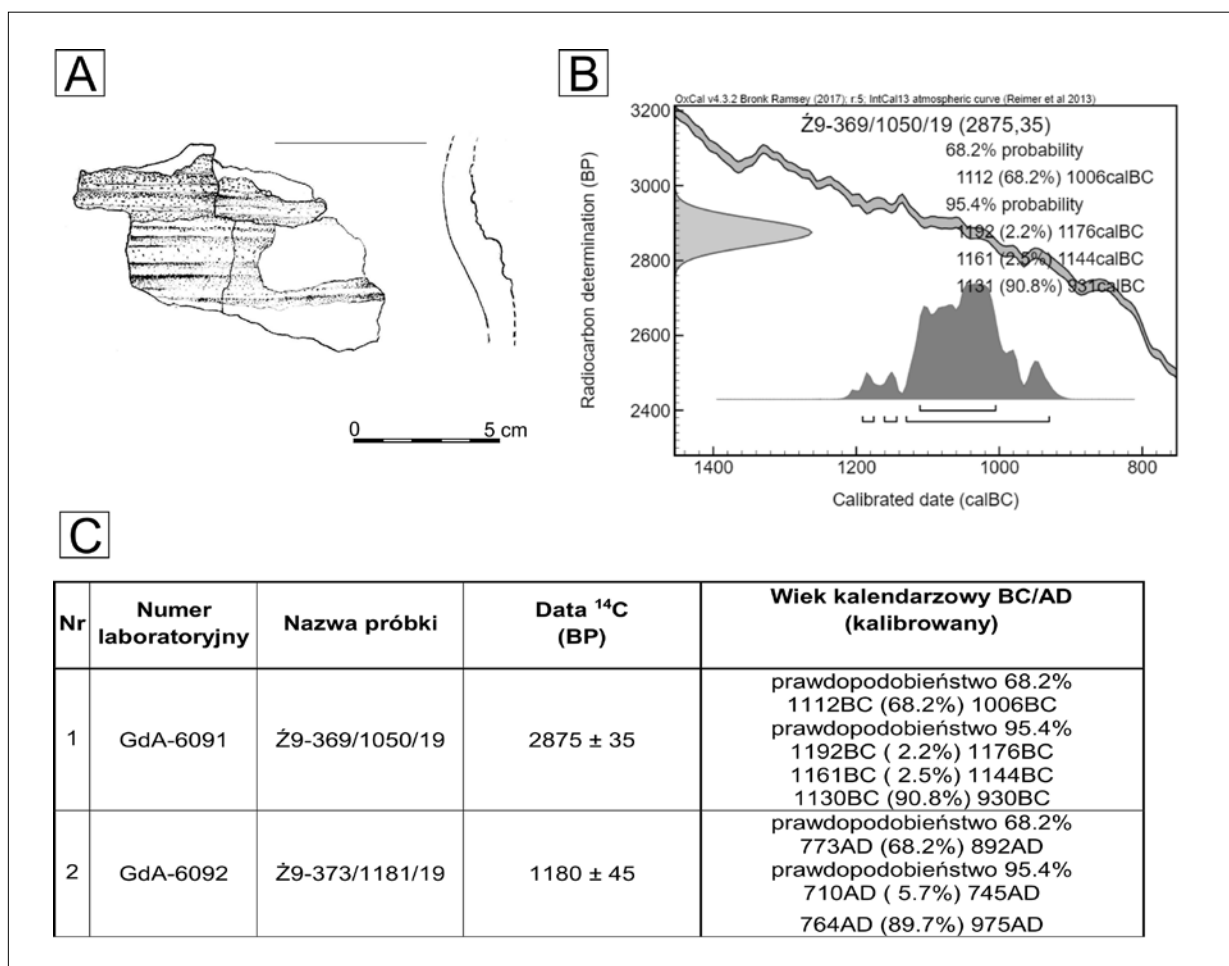 A
B
OxCal v4.3.2 Bronk Ramsey (2017); r:5; IntCal13 atmospheric curve (Reimer et al 2013)
Ź9-369/1050/19 (2875,35)
68.2% probability
1112 (68.2%) 1006calBC
95.4% probability
1192 (2.2%) 1176calBC
1161 (2.5%) 1144calBC
1131 (90.8%) 931calBC
Radiocarbon determination (BP)
3200
3000
2800
2600
2400
1400 1200 1000 800
Calibrated date (calBC)
0 5 cm
C
Nr
Numer
laboratoryjny
Nazwa próbki
Data ¹⁴C
(BP)
Wiek kalendarzowy BC/AD
(kalibrowany)
1
GdA-6091
Ź9-369/1050/19
2875 ± 35
prawdopodobieństwo 68.2%
1112BC (68.2%) 1006BC
prawdopodobieństwo 95.4%
1192BC ( 2.2%) 1176BC
1161BC ( 2.5%) 1144BC
1130BC (90.8%) 930BC
2
GdA-6092
Ż9-373/1181/19
1180 ± 45
prawdopodobieństwo 68.2%
773AD (68.2%) 892AD
prawdopodobieństwo 95.4%
710AD ( 5.7%) 745AD
764AD (89.7%) 975AD